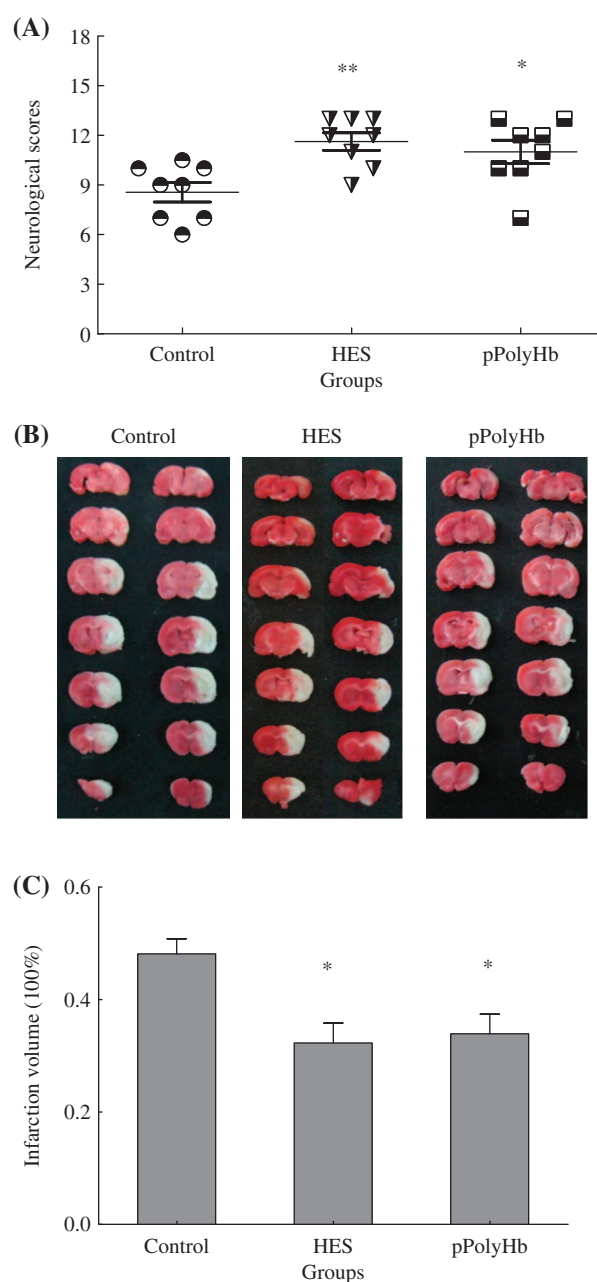 (A)
18
15
12
9
6
3
0
Neurological scores
**
*
Control
HES
pPolyHb
Groups
(B)
Control
HES
pPolyHb
(C)
0.6
0.4
0.2
0.0
Infarction volume (100%)
*
*
Control
HES
pPolyHb
Groups